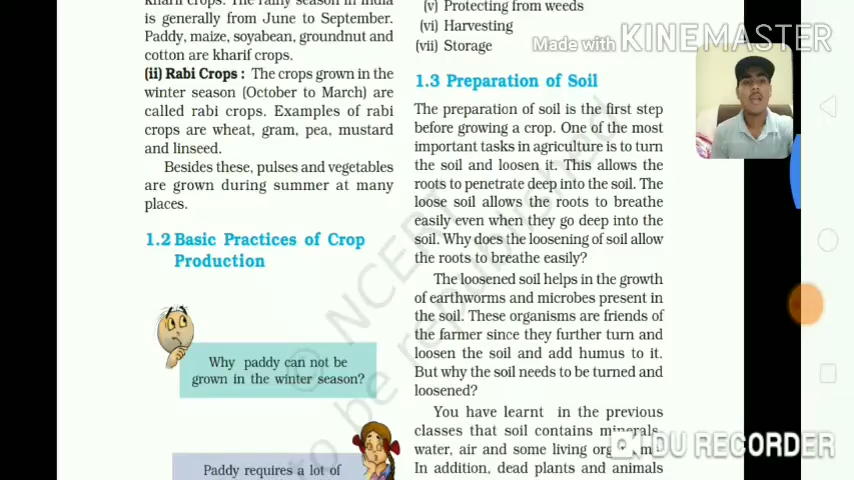 kharif crops. The rainy season in India
is generally from June to September.
Paddy, maize, soyabean, groundnut and
cotton are kharif crops.
(ii) Rabi Crops : The crops grown in the
winter season (October to March) are
called rabi crops. Examples of rabi
crops are wheat, gram, pea, mustard
and linseed.
Besides these, pulses and vegetables
are grown during summer at many
places.
1.2 Basic Practices of Crop
Production
Why paddy can not be
grown in the winter season?
Paddy requires a lot of
(v) Protecting from weeds
(vi) Harvesting
(vii) Storage
1.3 Preparation of Soil
The preparation of soil is the first step
before growing a crop. One of the most
important tasks in agriculture is to turn
the soil and loosen it. This allows the
roots to penetrate deep into the soil. The
loose soil allows the roots to breathe
easily even when they go deep into the
soil. Why does the loosening of soil allow
the roots to breathe easily?
The loosened soil helps in the growth
of earthworms and microbes present in
the soil. These organisms are friends of
the farmer since they further turn and
loosen the soil and add humus to it.
But why the soil needs to be turned and
loosened?
You have learnt in the previous
classes that soil contains minerals,
water, air and some living
In addition, dead plants and animals
© NCERT
to be republished
Made with KINEMASTER
DU RECORDER